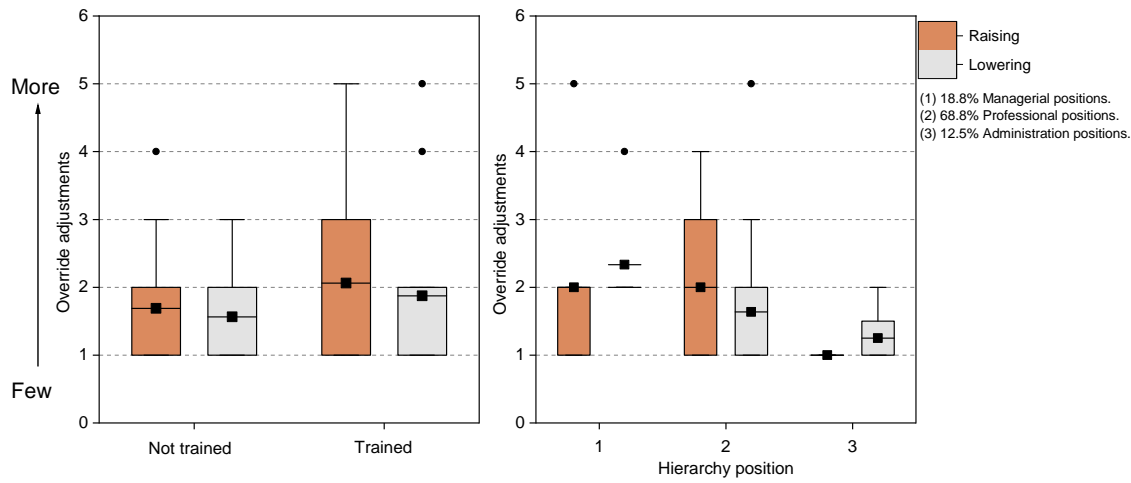 More
Few
Override adjustments
6
5
4
3
2
1
0
Not trained
Trained
Override adjustments
6
5
4
3
2
1
0
1
2
3
Hierarchy position
Raising
Lowering
(1) 18.8% Managerial positions.
(2) 68.8% Professional positions.
(3) 12.5% Administration positions.